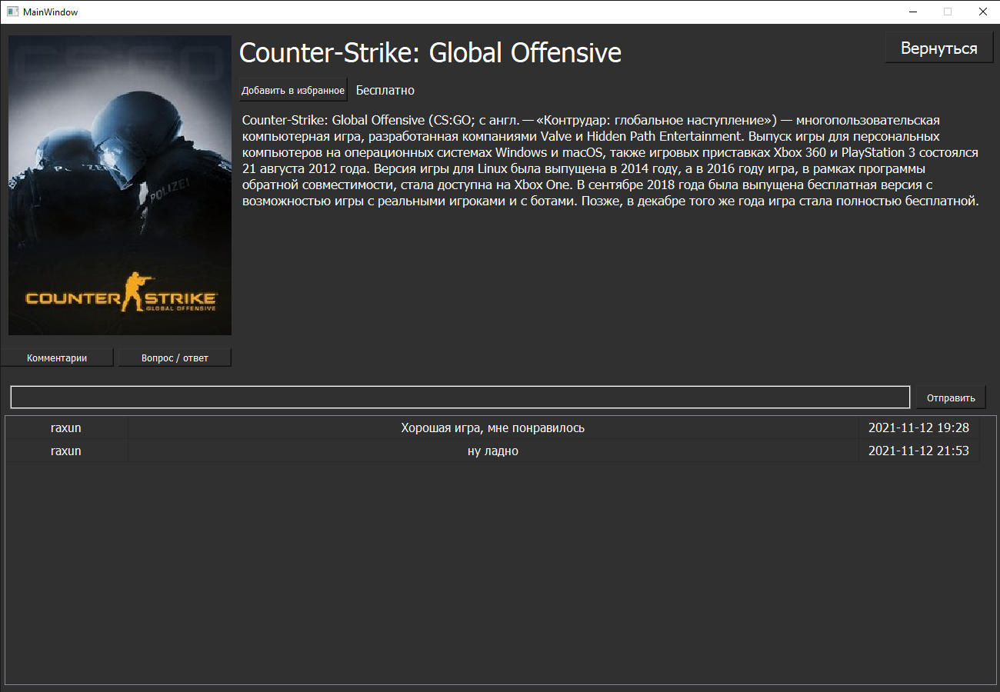 MainWindow
CS:GO
POLIZEI
COUNTER STRIKE
GLOBAL OFFENSIVE
Counter-Strike: Global Offensive
Вернуться
Добавить в избранное
Бесплатно
Counter-Strike: Global Offensive (CS:GO; с англ. — «Контрудар: глобальное наступление») — многопользовательская
компьютерная игра, разработанная компаниями Valve и Hidden Path Entertainment. Выпуск игры для персональных
компьютеров на операционных системах Windows и macOS, также игровых приставках Xbox 360 и PlayStation 3 состоялся
21 августа 2012 года. Версия игры для Linux была выпущена в 2014 году, а в 2016 году игра, в рамках программы
обратной совместимости, стала доступна на Xbox One. В сентябре 2018 года была выпущена бесплатная версия с
возможностью игры с реальными игроками и с ботами. Позже, в декабре того же года игра стала полностью бесплатной.
Комментарии
Вопрос / ответ
Отправить
raxun Хорошая игра, мне понравилось 2021-11-12 19:28
raxun ну ладно 2021-11-12 21:53